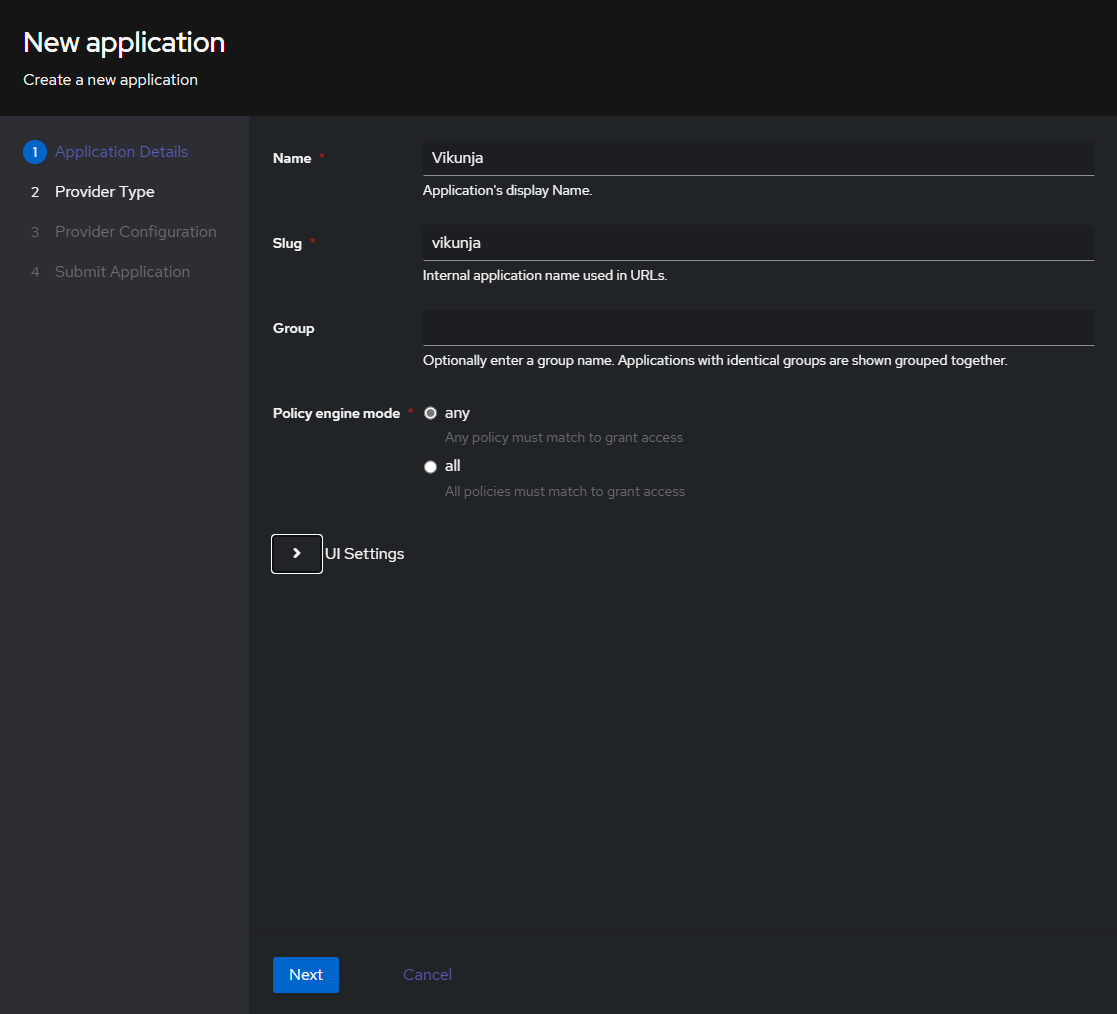 New application
Create a new application
1 Application Details
2 Provider Type
3 Provider Configuration
4 Submit Application
Name *
Vikunja
Application's display Name.
Slug *
vikunja
Internal application name used in URLs.
Group
Optionally enter a group name. Applications with identical groups are shown grouped together.
Policy engine mode *
any
Any policy must match to grant access
all
All policies must match to grant access
UI Settings
Next Cancel